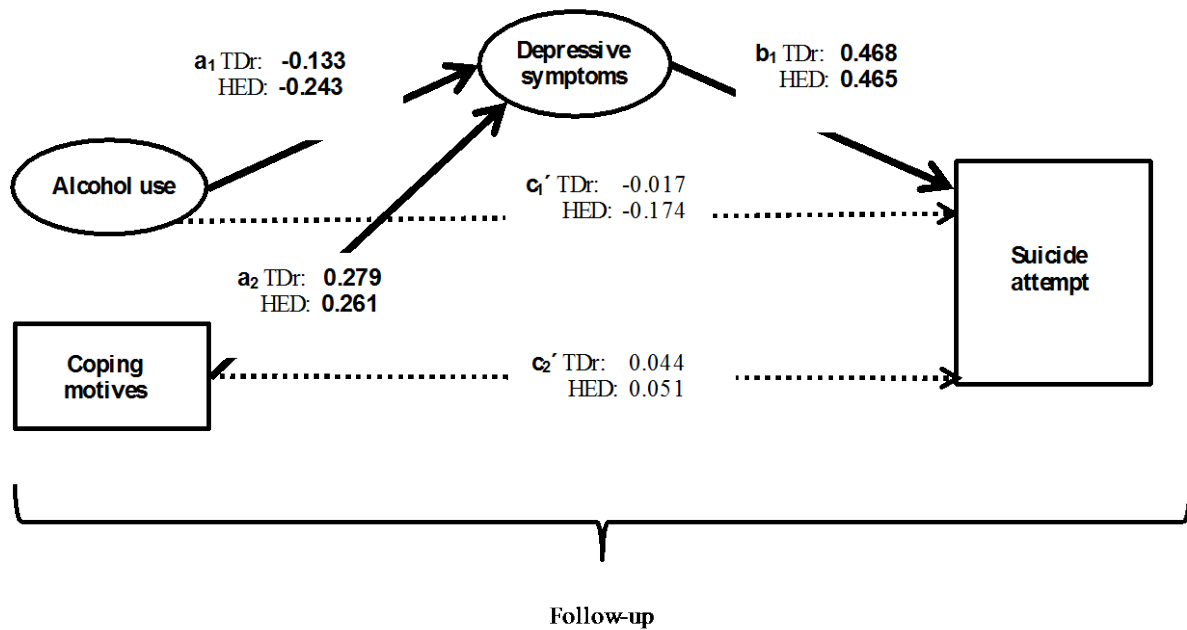 Depressive
symptoms
a₁ TDr: -0.133
HED: -0.243
b₁ TDr: 0.468
HED: 0.465
Alcohol use
c₁´ TDr: -0.017
HED: -0.174
Suicide
attempt
a₂ TDr: 0.279
HED: 0.261
Coping
motives
c₂´ TDr: 0.044
HED: 0.051
Follow-up